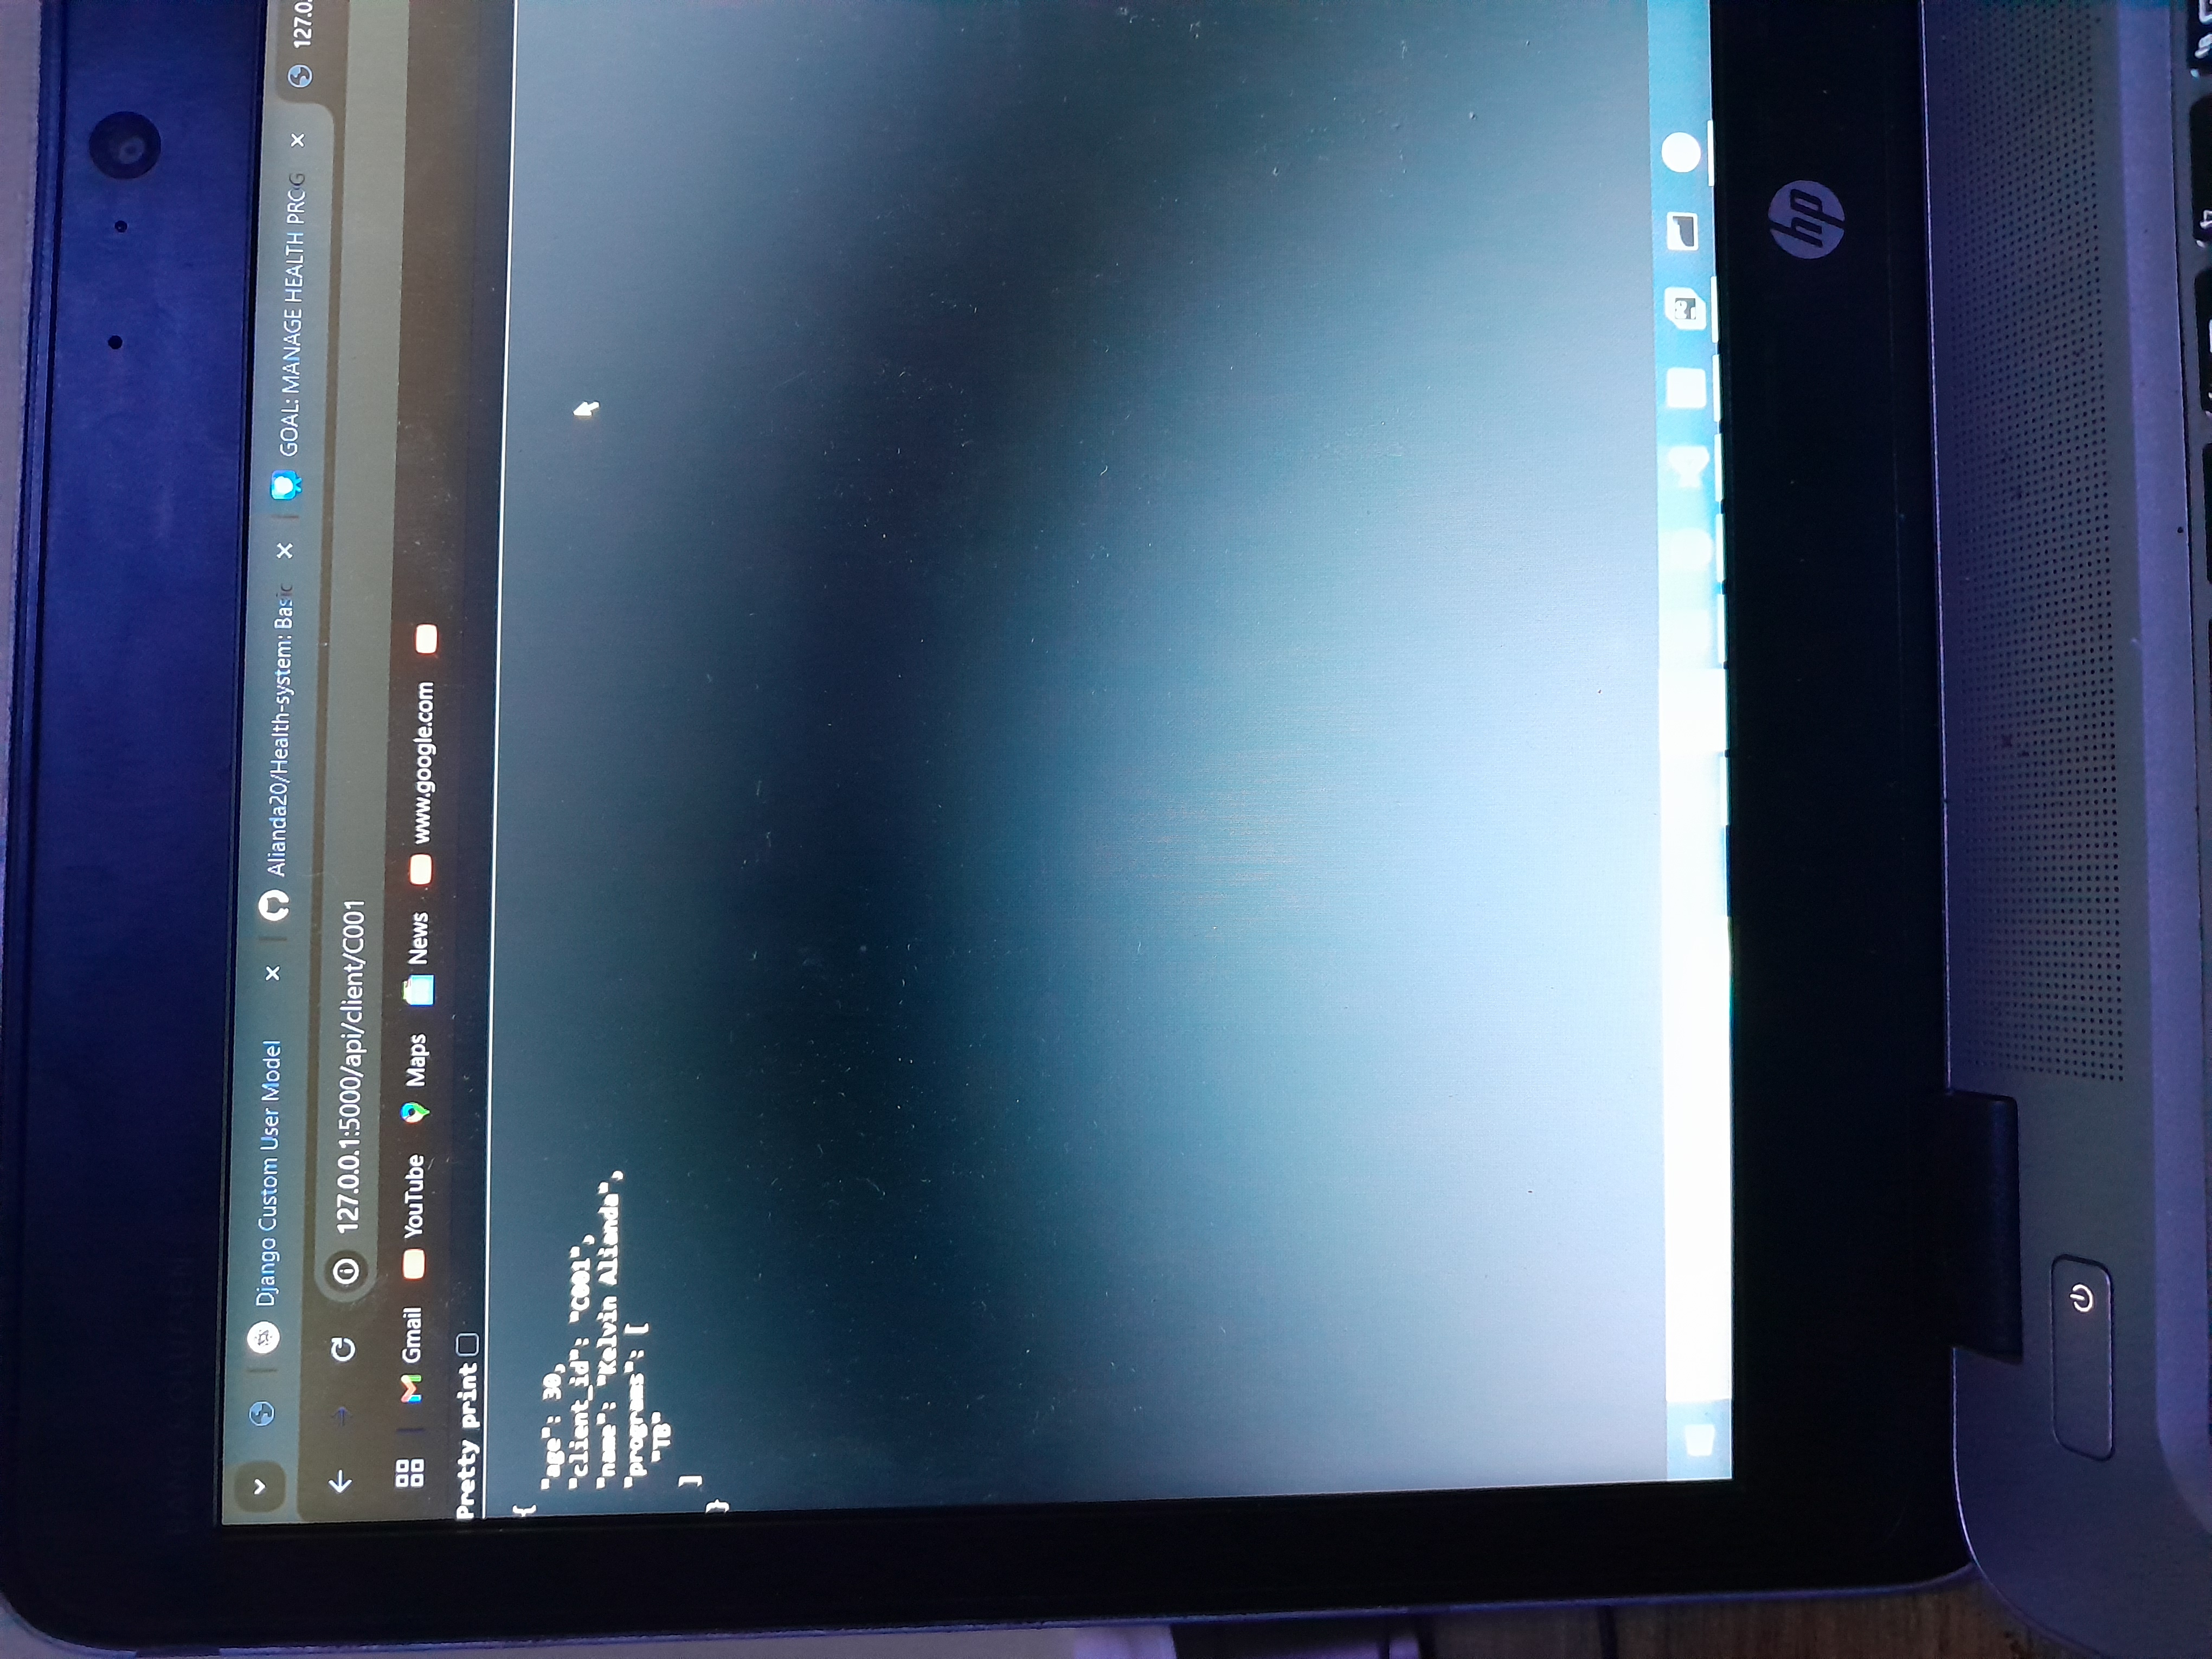 BANG & OLUFSEN
Django Custom User Model
Alianda20/Health-system: Basic
GOAL: MANAGE HEALTH PROG
127.0.
127.0.0.1:5000/api/client/C001
Gmail
YouTube
Maps
News
www.google.com
Pretty print
{
"age": 30,
"client_id": "C001",
"name": "Kelvin Alianda",
"programs": [
"TB"
]
}
hp